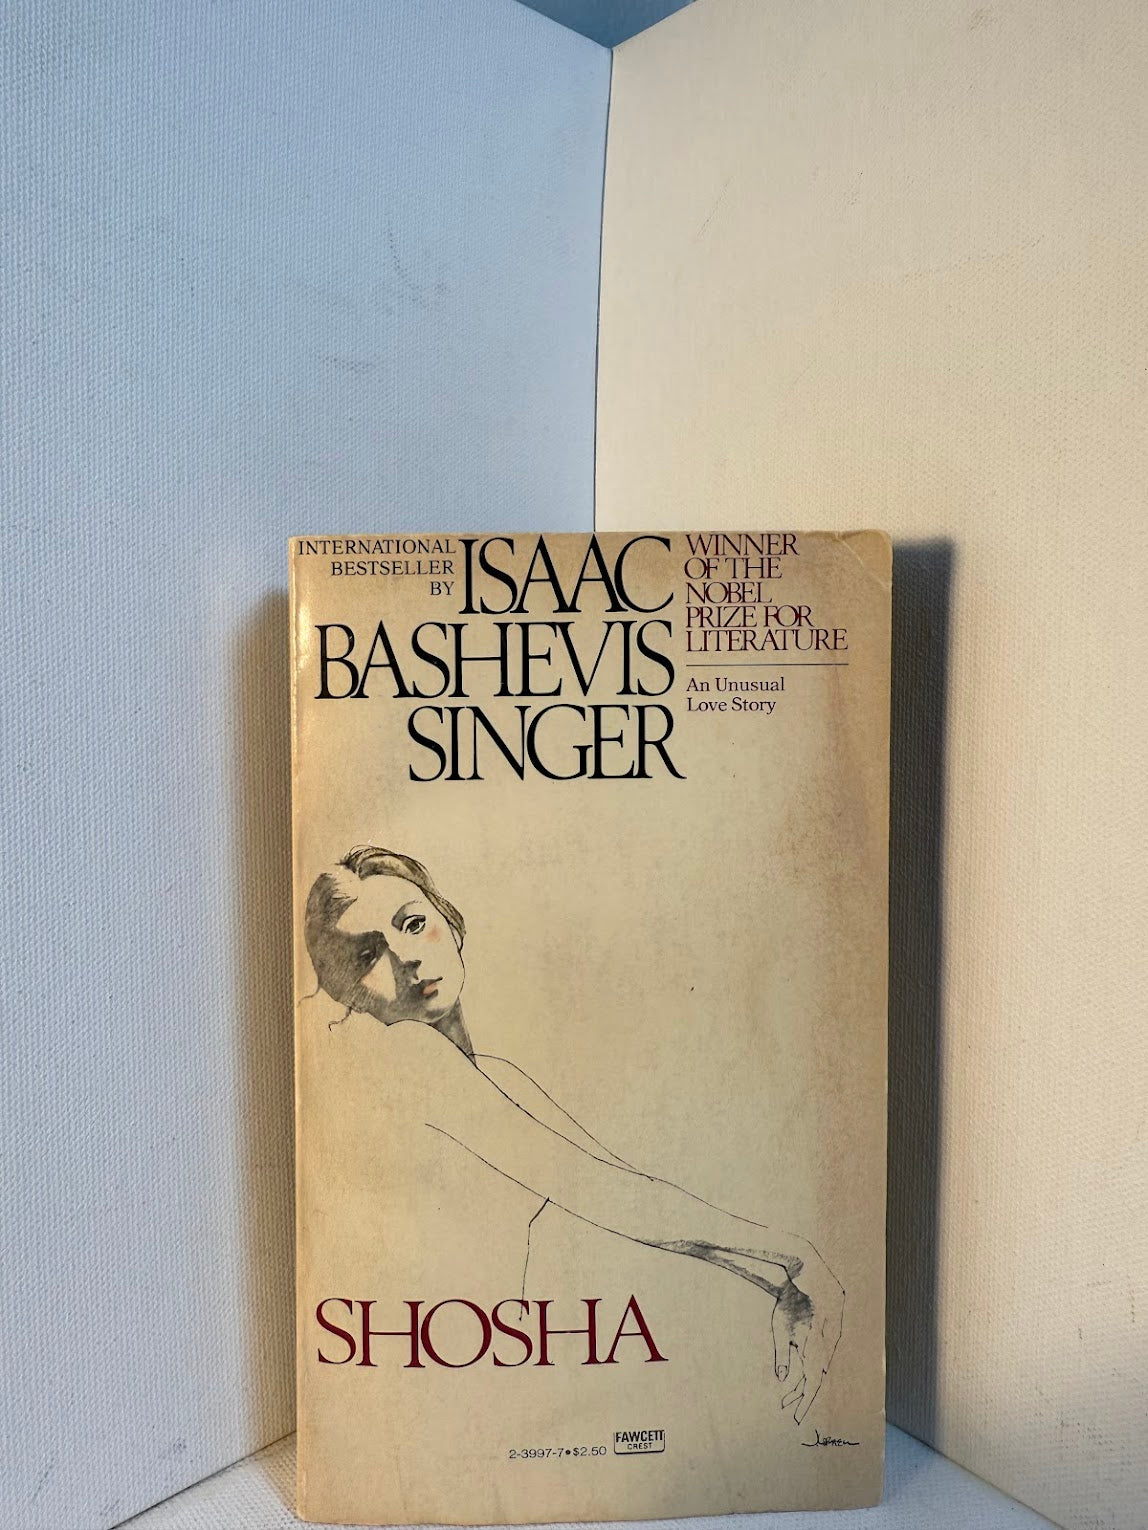 INTERNATIONAL
BESTSELLER
BY
ISAAC
BASHEVIS
SINGER
WINNER
OF THE
NOBEL
PRIZE FOR
LITERATURE
An Unusual
Love Story
SHOSHA
2-3997-7•$2.50
FAWCETT
CREST